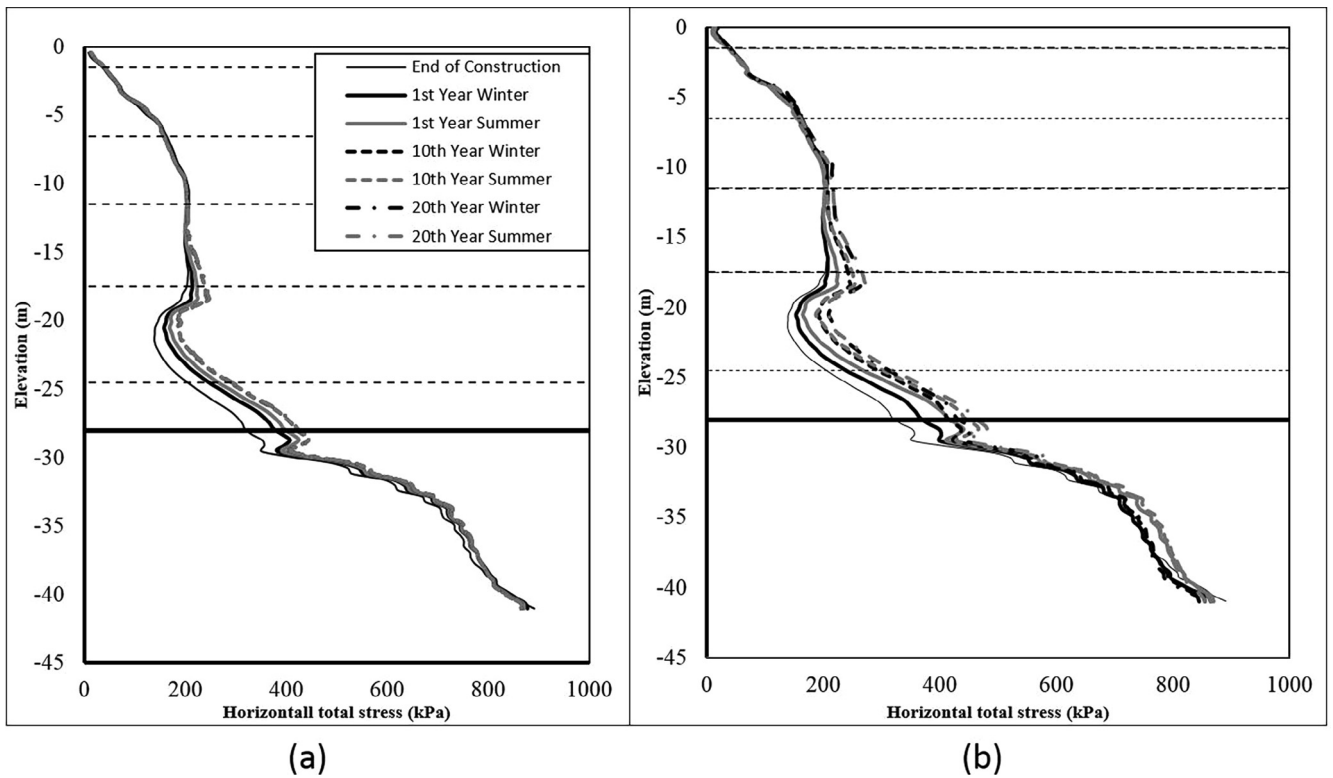 0
-5
-10
-15
-20
-25
-30
-35
-40
-45
Elevation (m)
End of Construction
1st Year Winter
1st Year Summer
10th Year Winter
10th Year Summer
20th Year Winter
20th Year Summer
0 200 400 600 800 1000
Horizontall total stress (kPa)
(a)
0
-5
-10
-15
-20
-25
-30
-35
-40
-45
Elevation (m)
0 200 400 600 800 1000
Horizontal total stress (kPa)
(b)